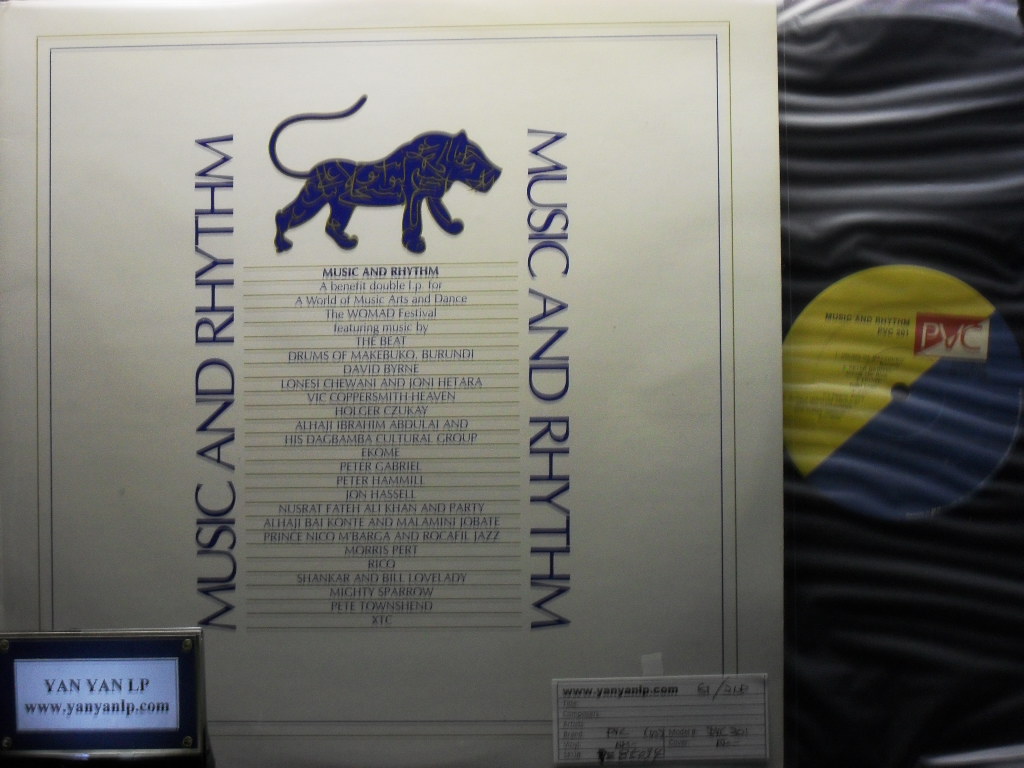 MUSIC AND RHYTHM
MUSIC AND RHYTHM
MUSIC AND RHYTHM
A benefit double l.p. for
A World of Music Arts and Dance
The WOMAD Festival
featuring music by
THE BEAT
DRUMS OF MAKEBUKO, BURUNDI
DAVID BYRNE
LONESI CHEWANI AND JONI HETARA
VIC COPPERSMITH-HEAVEN
HOLGER CZUKAY
ALHAJI IBRAHIM ABDULAI AND
HIS DAGBAMBA CULTURAL GROUP
EKOME
PETER GABRIEL
PETER HAMMILL
JON HASSELL
NUSRAT FATEH ALI KHAN AND PARTY
ALHAJI BAI KONTE AND MALAMINI JOBATE
PRINCE NICO M'BARGA AND ROCAFIL JAZZ
MORRIS PERT
RICO
SHANKAR AND BILL LOVELADY
MIGHTY SPARROW
PETE TOWNSHEND
XTC
MUSIC AND RHYTHM
PVC 201
PVC
YAN YAN LP
www.yanyanlp.com
www.yanyanlp.com